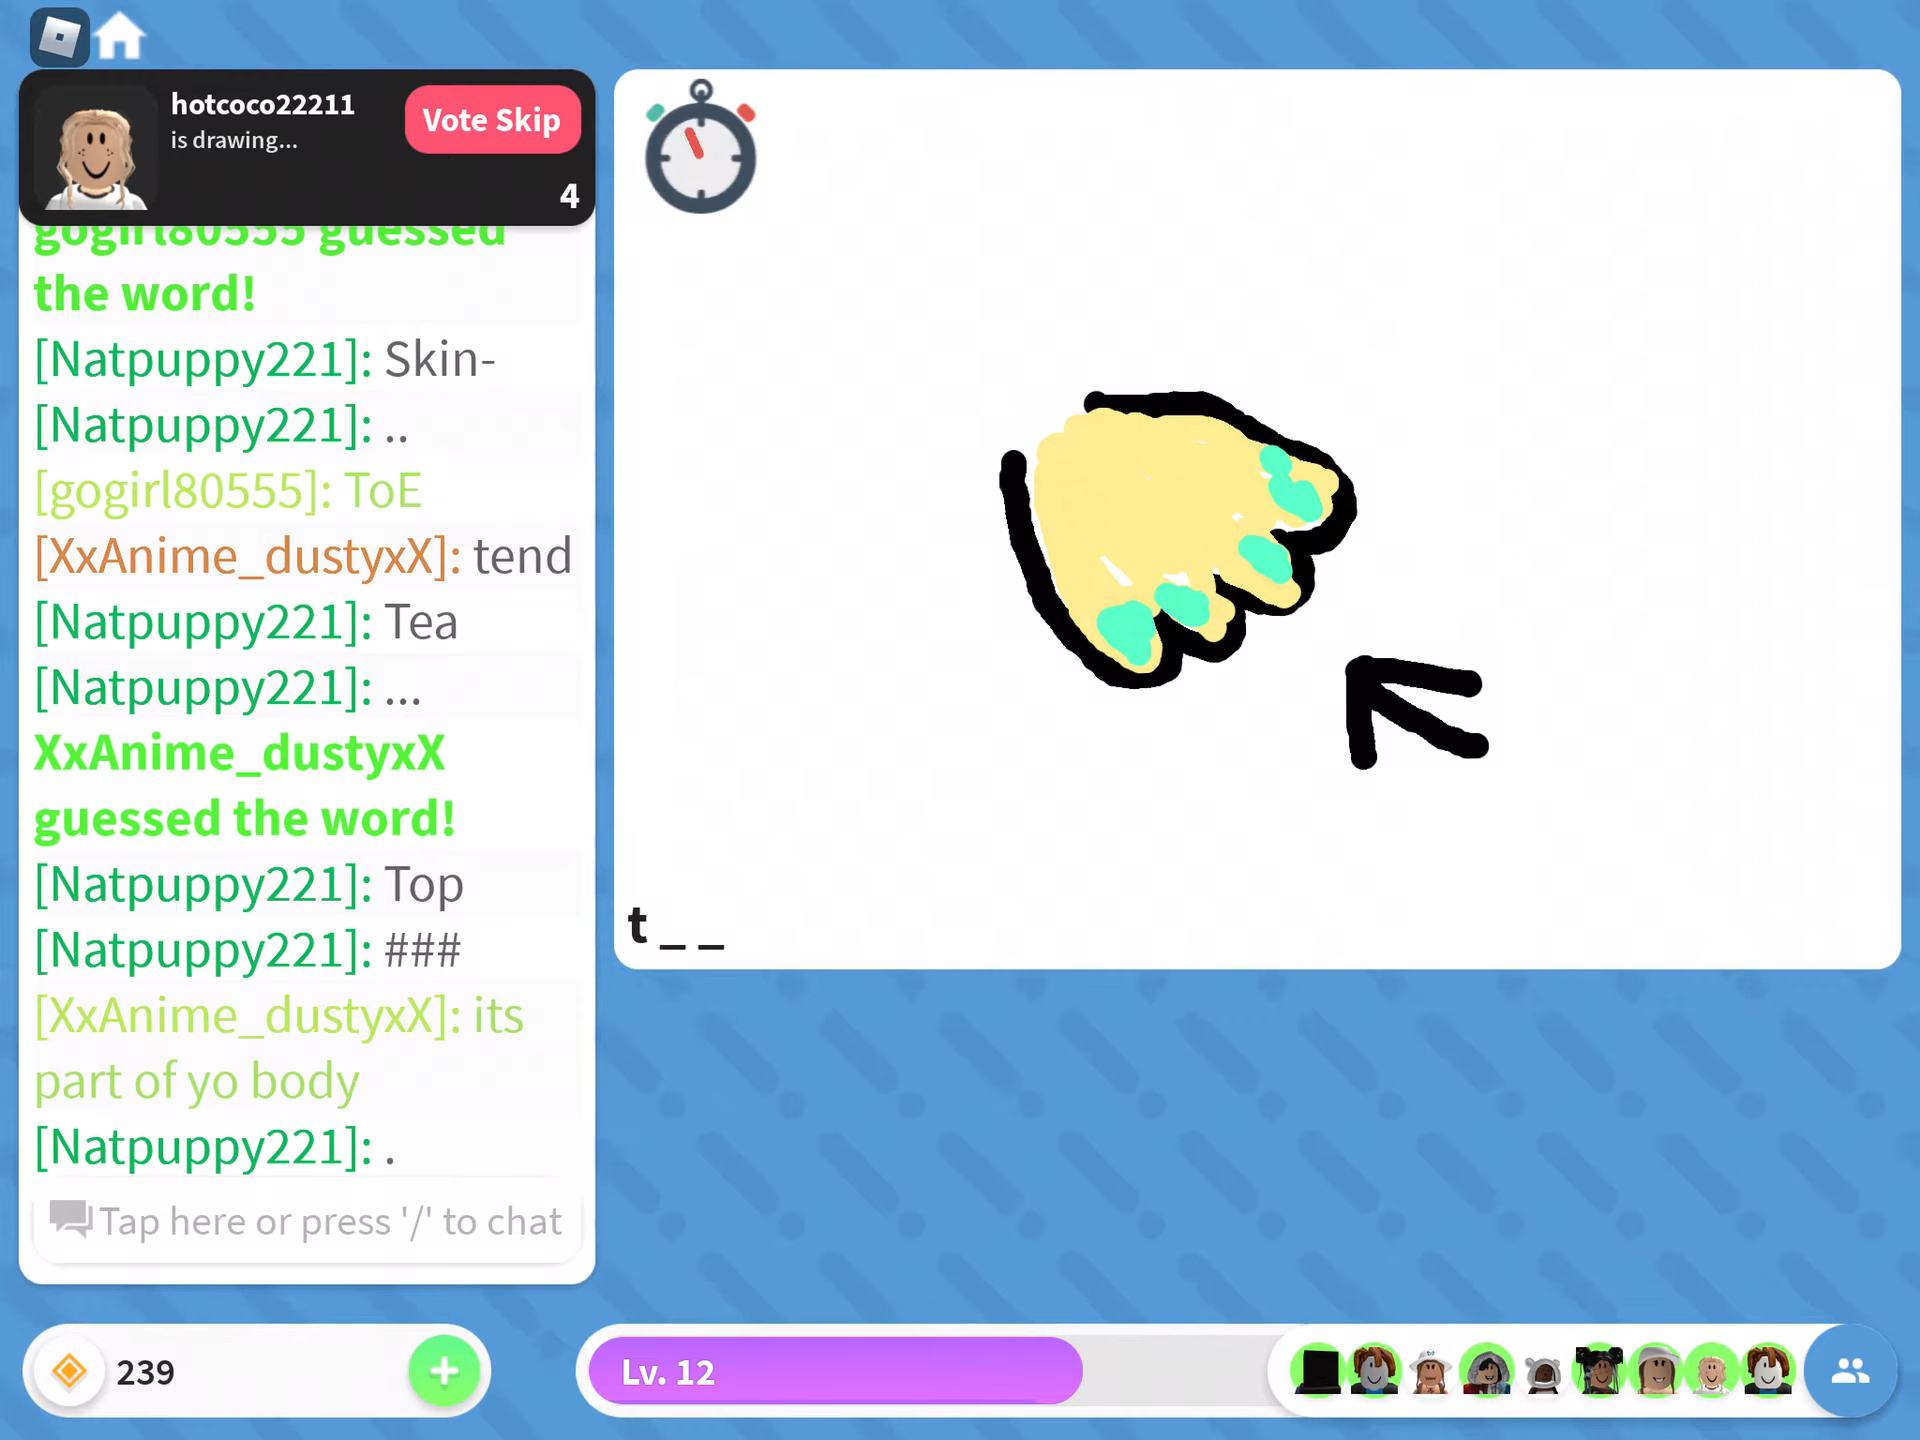 hotcoco22211
is drawing...
Vote Skip
4
gogirl80555 guessed
the word!
[Natpuppy221]: Skin-
[Natpuppy221]: ..
[gogirl80555]: ToE
[XxAnime_dustyxX]: tend
[Natpuppy221]: Tea
[Natpuppy221]: ...
XxAnime_dustyxX
guessed the word!
[Natpuppy221]: Top
[Natpuppy221]: ###
[XxAnime_dustyxX]: its
part of yo body
[Natpuppy221]: .
Tap here or press '/' to chat
t _ _
239
Lv. 12